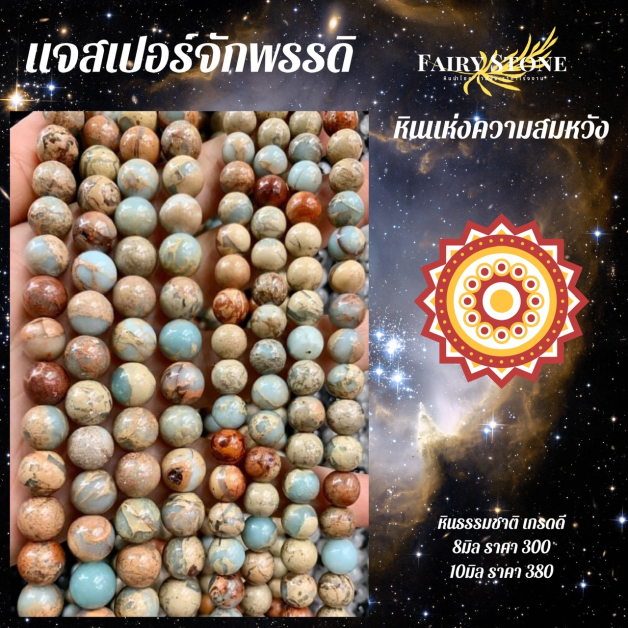 แจสเปอร์จักพรรดิ
FAIRY STONE
หินแห่งความสมหวัง
หินธรรมชาติ เกรดดี
8มิล ราคา 300
10มิล ราคา 380